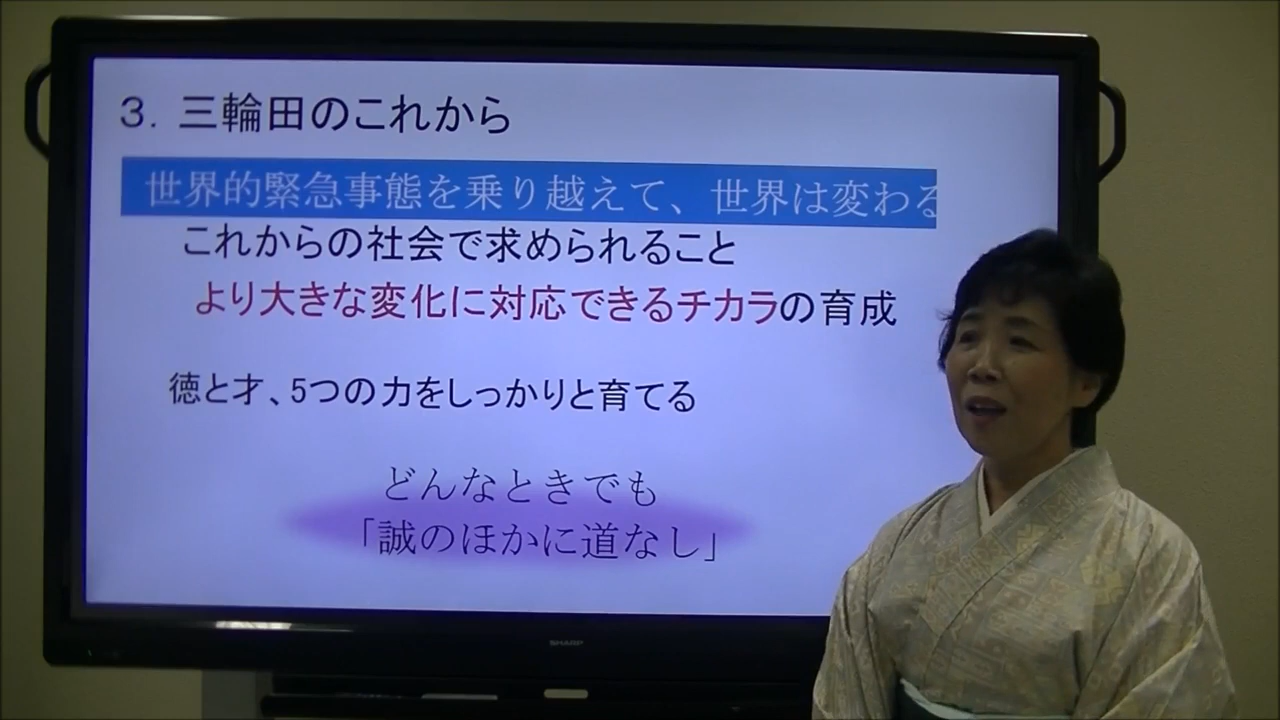 ３．三輪田のこれから
世界的緊急事態を乗り越えて、世界は変わる
これからの社会で求められること
より大きな変化に対応できるチカラの育成
徳と才、5つの力をしっかりと育てる
どんなときでも
「誠のほかに道なし」
SHARP